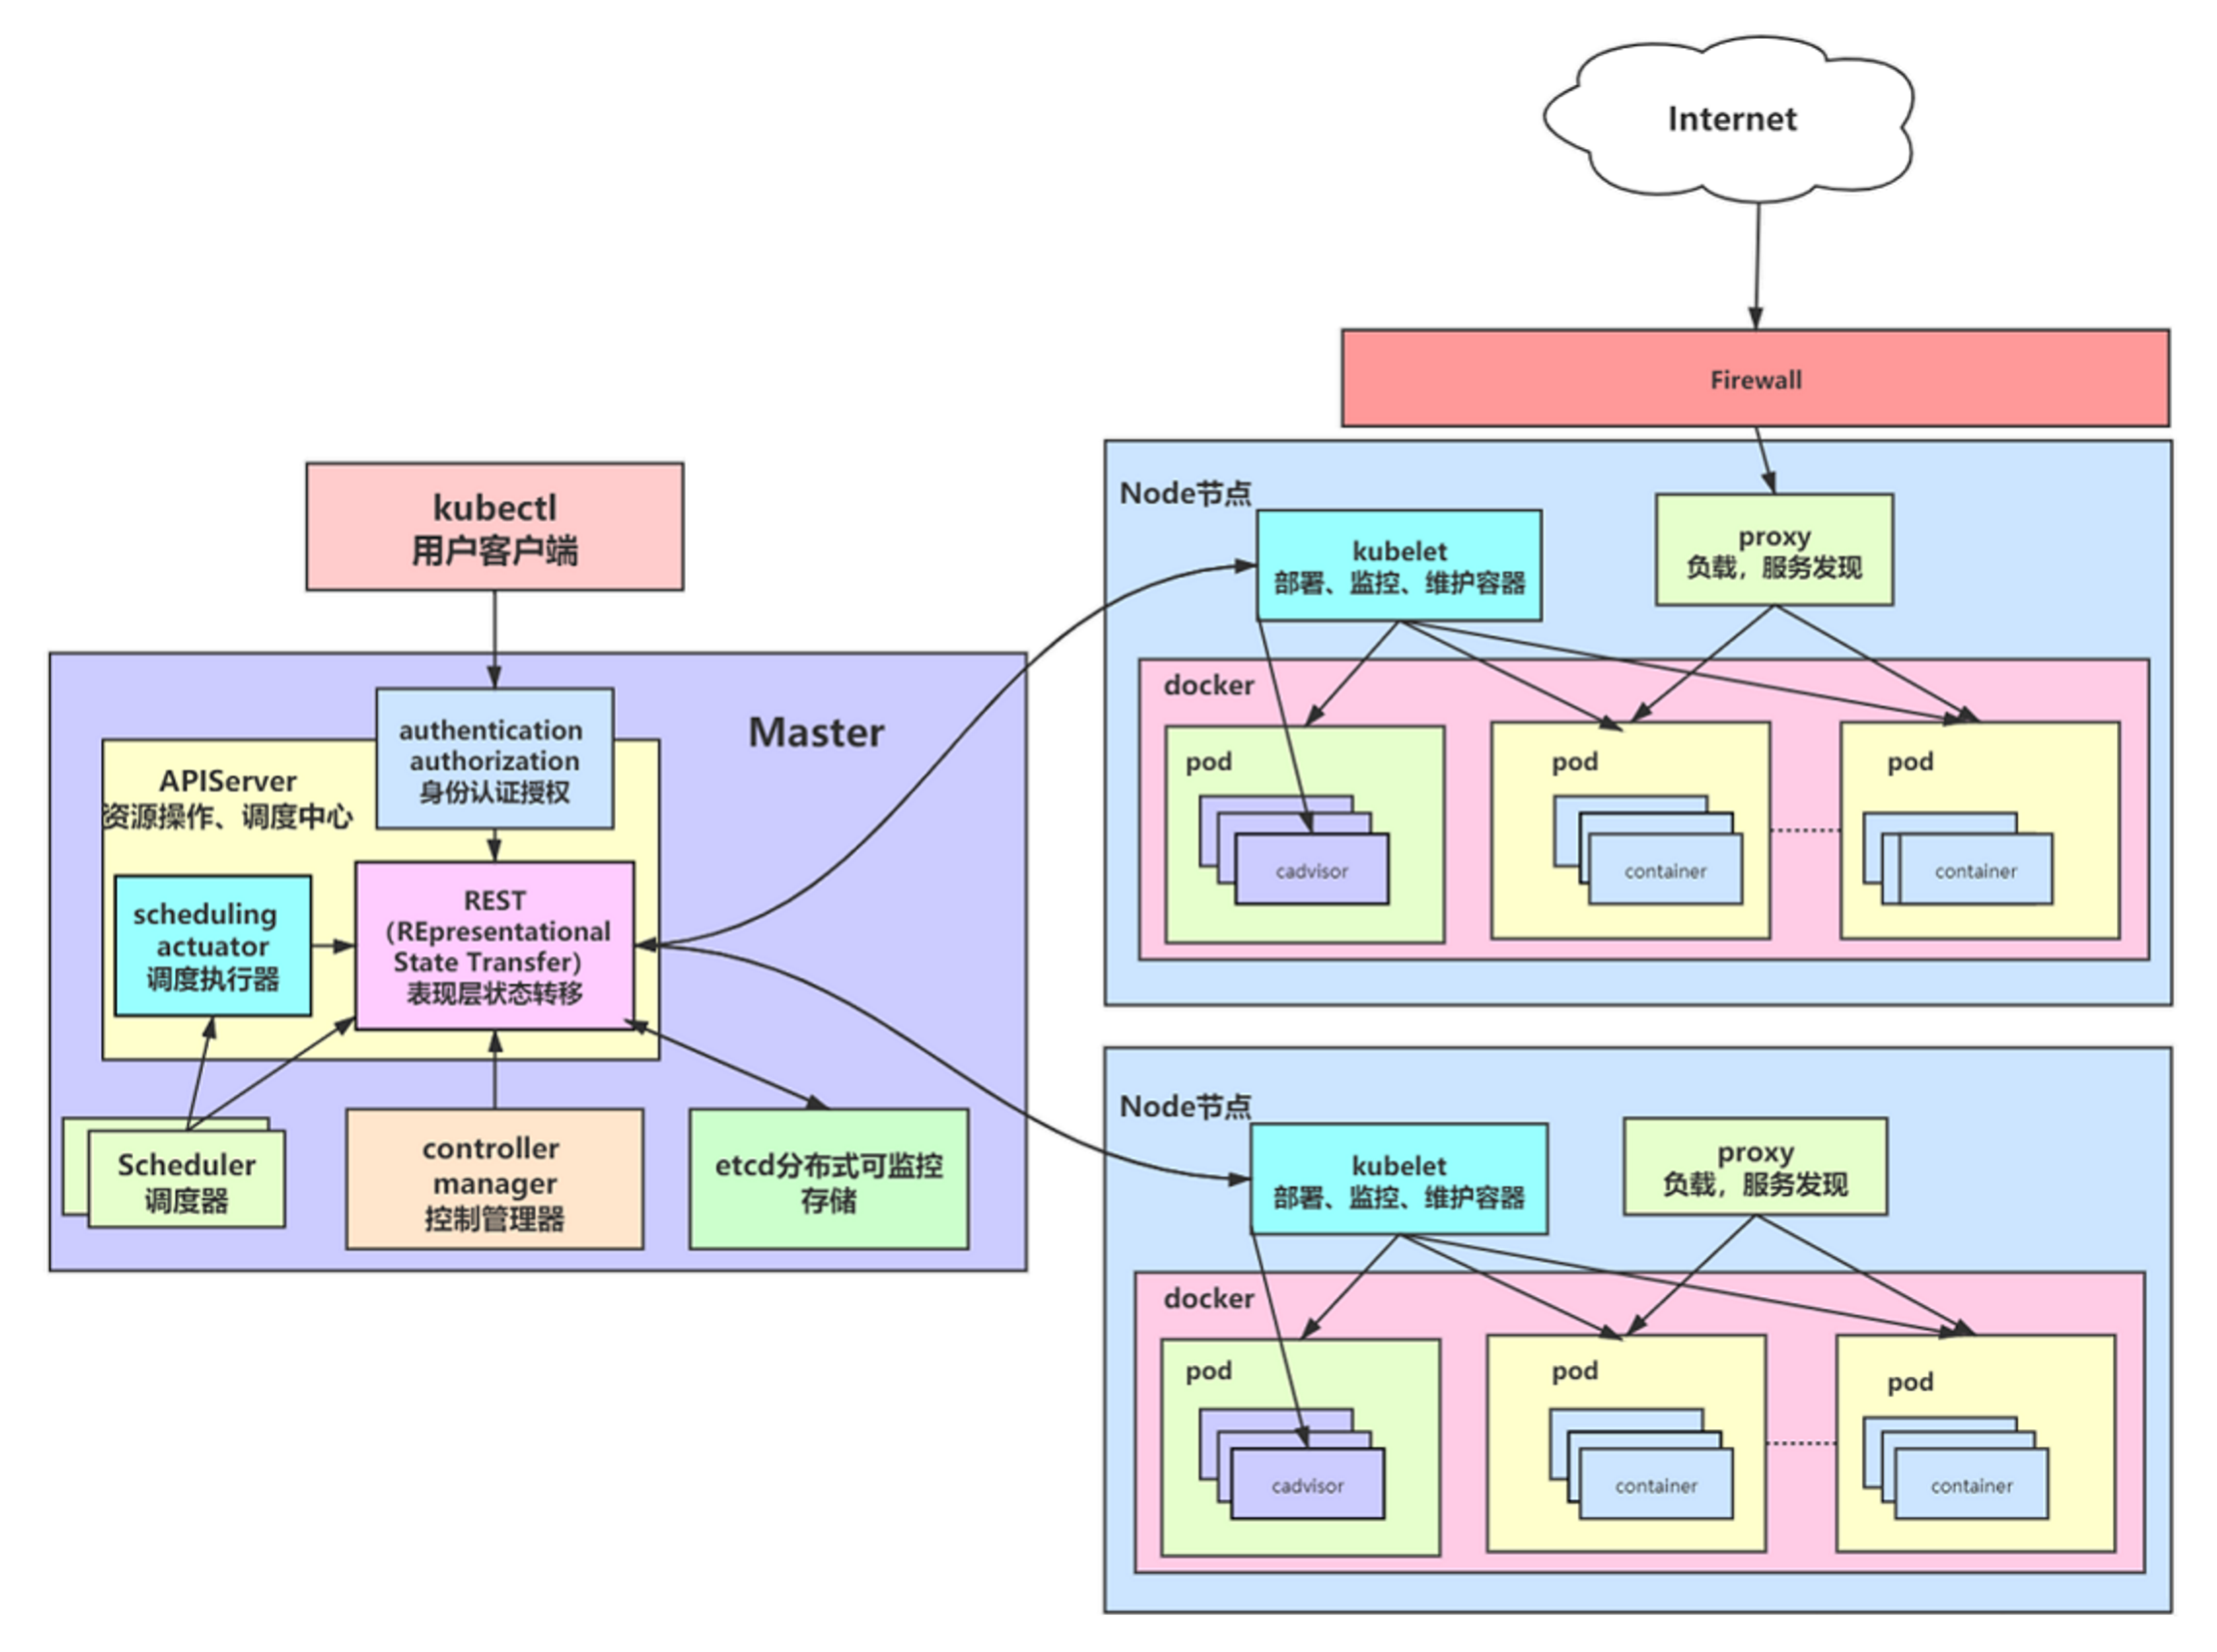 Internet
Firewall
kubectl
用户客户端
Master
authentication
authorization
身份认证授权
APIServer
资源操作、调度中心
scheduling
actuator
调度执行器
REST
（REpresentational
State Transfer）
表现层状态转移
Scheduler
调度器
controller
manager
控制管理器
etcd分布式可监控
存储
Node节点
kubelet
部署、监控、维护容器
proxy
负载，服务发现
docker
pod
cadvisor
pod
container
pod
container
Node节点
kubelet
部署、监控、维护容器
proxy
负载，服务发现
docker
pod
cadvisor
pod
container
pod
container